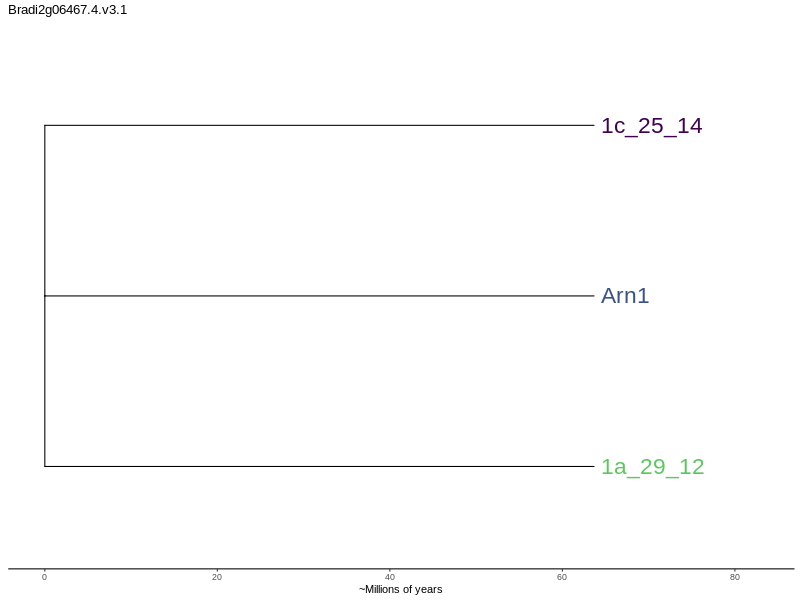 Bradi2g06467.4.v3.1
1c_25_14
Arn1
1a_29_12
0 20 40 60 80
~Millions of years